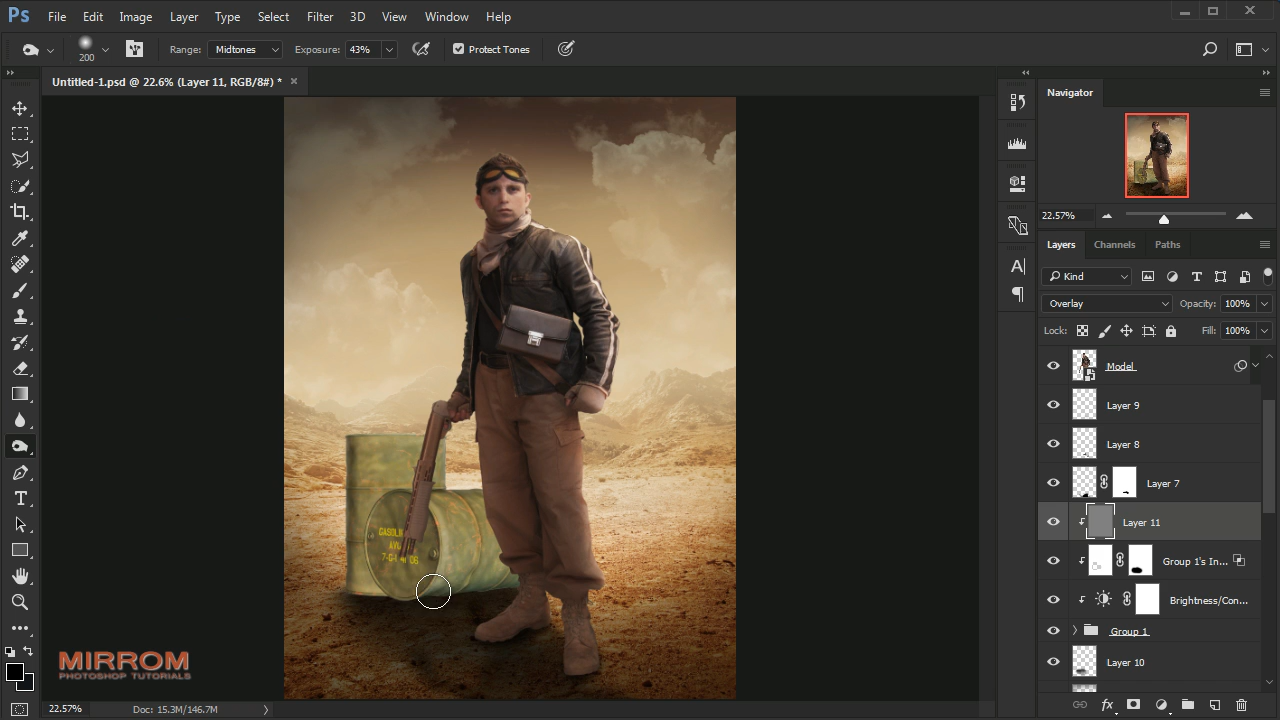 Ps File Edit Image Layer Type Select Filter 3D View Window Help
200 Range: Midtones Exposure: 43% Protect Tones
Untitled-1.psd @ 22.6% (Layer 11, RGB/8#) *
Navigator
22.57%
Layers Channels Paths
Kind
Overlay Opacity: 100%
Lock: Fill: 100%
Model
Layer 9
Layer 8
Layer 7
Layer 11
Group 1's In...
Brightness/Con...
Group 1
Layer 10
MIRROM
PHOTOSHOP TUTORIALS
22.57% Doc: 15.3M/146.7M